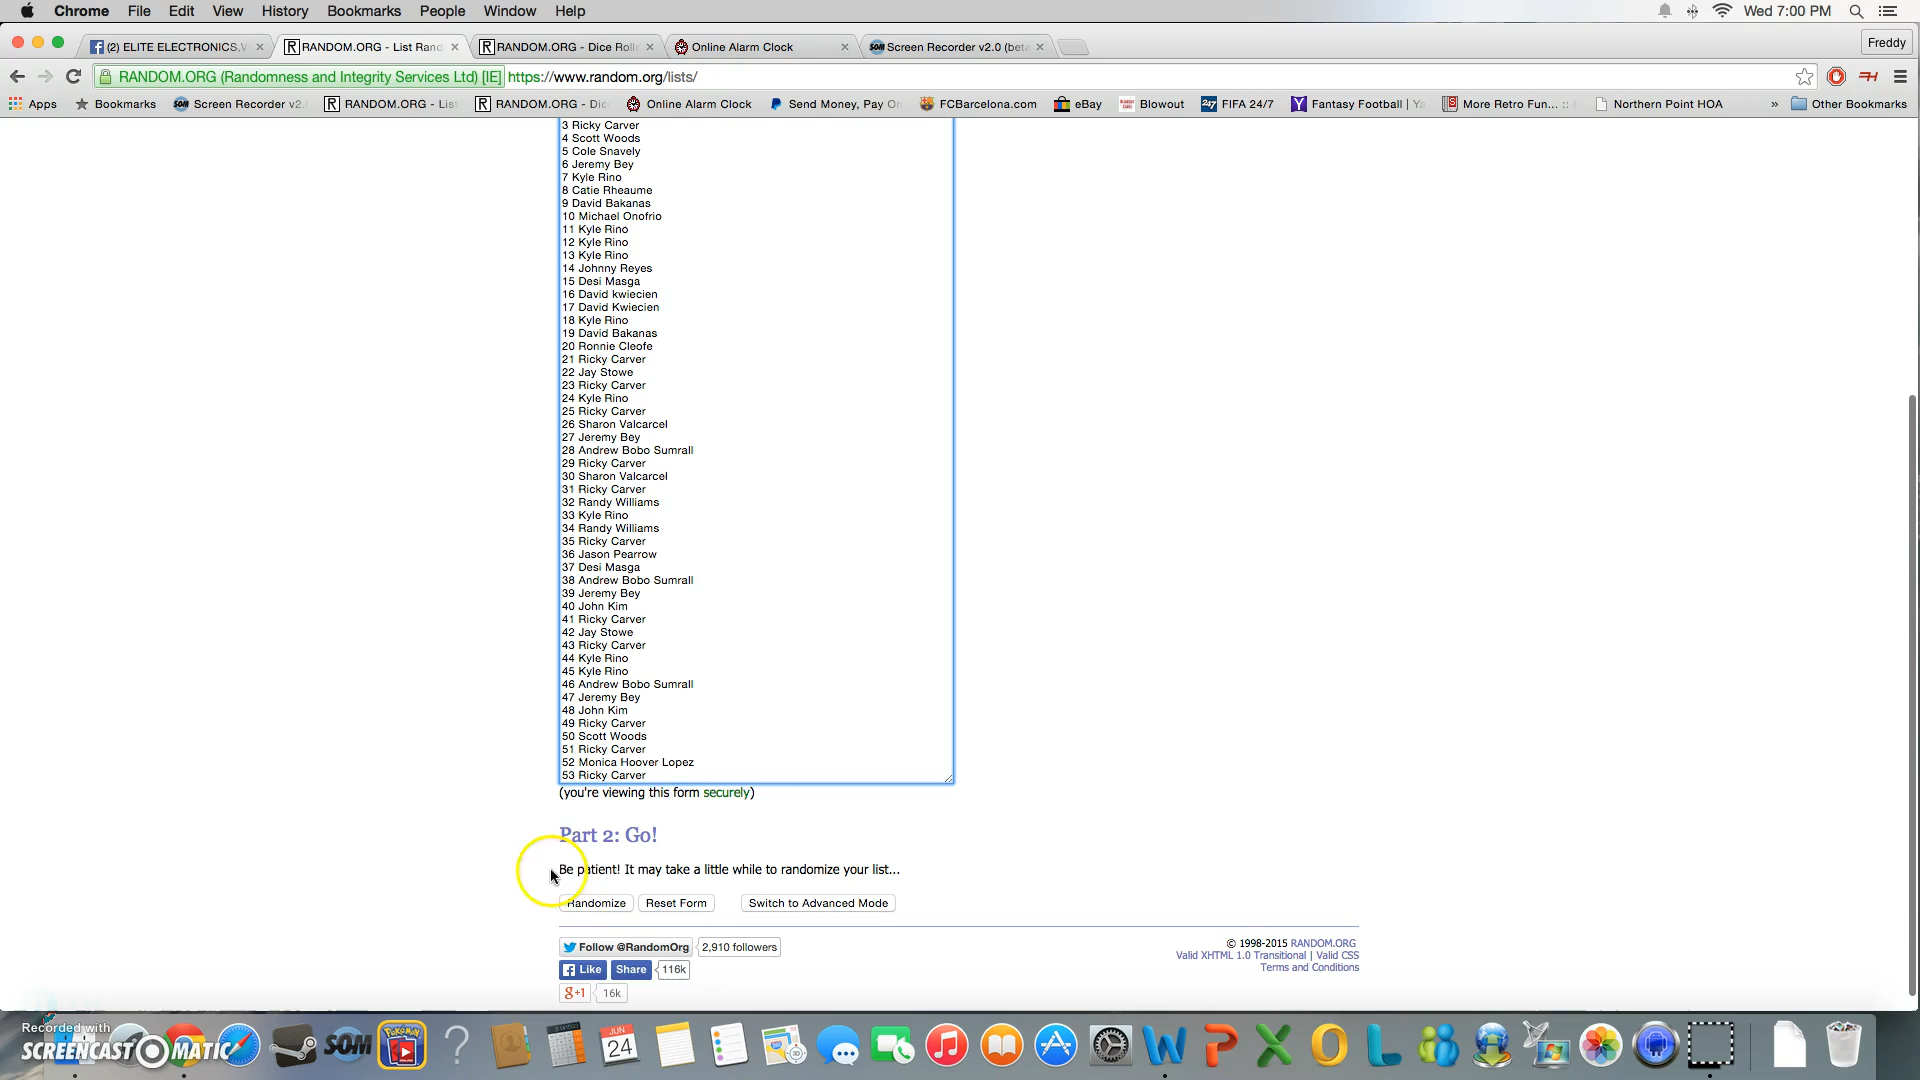 Chrome File Edit View History Bookmarks People Window Help Wed 7:00 PM
(2) ELITE ELECTRONICS,V RANDOM.ORG - List Rand RANDOM.ORG - Dice Rolle Online Alarm Clock Screen Recorder v2.0 (beta Freddy
RANDOM.ORG (Randomness and Integrity Services Ltd) [IE] https://www.random.org/lists/
Apps Bookmarks Screen Recorder v2. RANDOM.ORG - Lis RANDOM.ORG - Dic Online Alarm Clock Send Money, Pay On FCBarcelona.com eBay Blowout FIFA 24/7 Fantasy Football | Ya More Retro Fun... :: Northern Point HOA » Other Bookmarks
3 Ricky Carver
4 Scott Woods
5 Cole Snavely
6 Jeremy Bey
7 Kyle Rino
8 Catie Rheaume
9 David Bakanas
10 Michael Onofrio
11 Kyle Rino
12 Kyle Rino
13 Kyle Rino
14 Johnny Reyes
15 Desi Masga
16 David kwiecien
17 David Kwiecien
18 Kyle Rino
19 David Bakanas
20 Ronnie Cleofe
21 Ricky Carver
22 Jay Stowe
23 Ricky Carver
24 Kyle Rino
25 Ricky Carver
26 Sharon Valcarcel
27 Jeremy Bey
28 Andrew Bobo Sumrall
29 Ricky Carver
30 Sharon Valcarcel
31 Ricky Carver
32 Randy Williams
33 Kyle Rino
34 Randy Williams
35 Ricky Carver
36 Jason Pearrow
37 Desi Masga
38 Andrew Bobo Sumrall
39 Jeremy Bey
40 John Kim
41 Ricky Carver
42 Jay Stowe
43 Ricky Carver
44 Kyle Rino
45 Kyle Rino
46 Andrew Bobo Sumrall
47 Jeremy Bey
48 John Kim
49 Ricky Carver
50 Scott Woods
51 Ricky Carver
52 Monica Hoover Lopez
53 Ricky Carver
(you're viewing this form securely)
Part 2: Go!
Be patient! It may take a little while to randomize your list...
Randomize Reset Form Switch to Advanced Mode
Follow @RandomOrg 2,910 followers
Like Share 116k
g+1 16k
© 1998-2015 RANDOM.ORG
Valid XHTML 1.0 Transitional | Valid CSS
Terms and Conditions
Recorded with
SCREENCAST MATIC
SOM
JUN
24